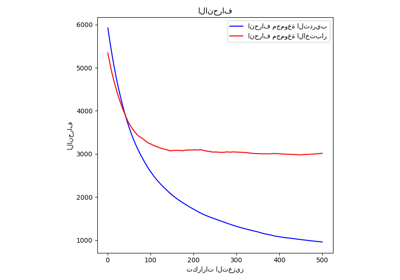 الانحراف
انحراف مجموعة التدريب
انحراف مجموعة الاختبار
6000
5000
4000
3000
2000
1000
الانحراف
0 100 200 300 400 500
تكرارات التعزيز